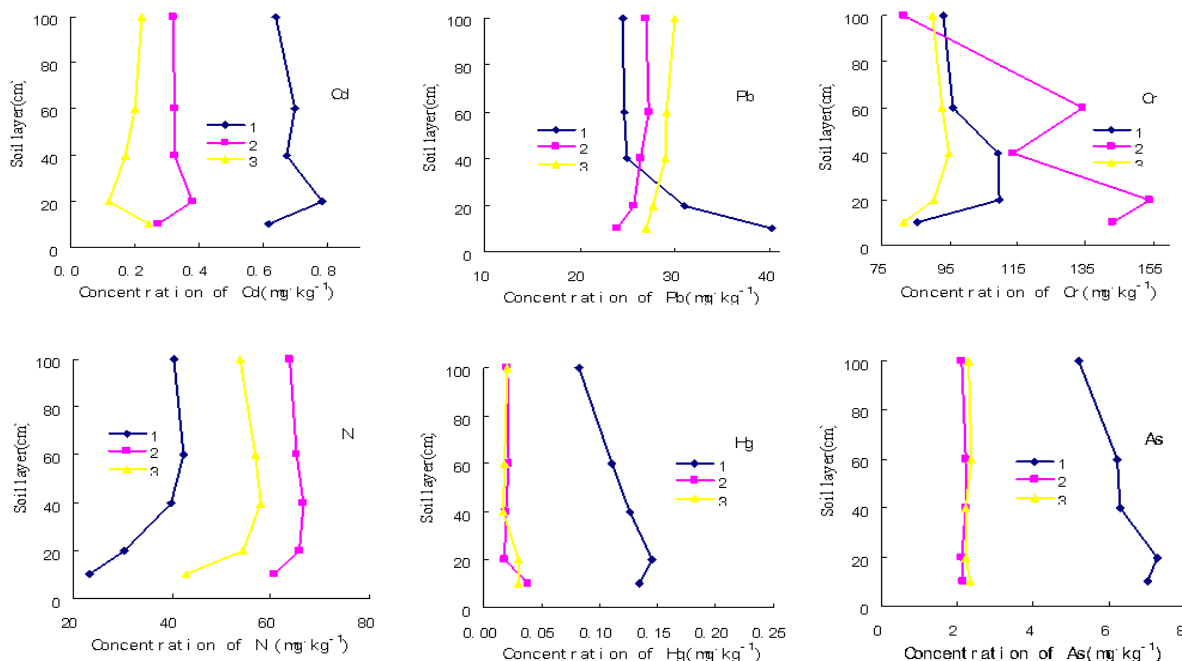 100
80
60
40
20
0
Soil layer(cm)
Cd
1
2
3
0.0 0.2 0.4 0.6 0.8
Concentration of Cd(mg·kg⁻¹)
100
80
60
40
20
0
Soil layer(cm)
Pb
1
2
3
10 20 30 40
Concentration of Pb(mg·kg⁻¹)
100
80
60
40
20
0
Soil layer(cm)
Cr
1
2
3
75 95 115 135 155
Concentration of Cr(mg·kg⁻¹)
100
80
60
40
20
0
Soil layer(cm)
N
1
2
3
20 40 60 80
Concentration of N (mg·kg⁻¹)
100
80
60
40
20
0
Soil layer(cm)
Hg
1
2
3
0.00 0.05 0.10 0.15 0.20 0.25
Concentration of Hg(mg·kg⁻¹)
100
80
60
40
20
0
Soil layer(cm)
As
1
2
3
0 2 4 6 8
Concentration of As(mg·kg⁻¹)